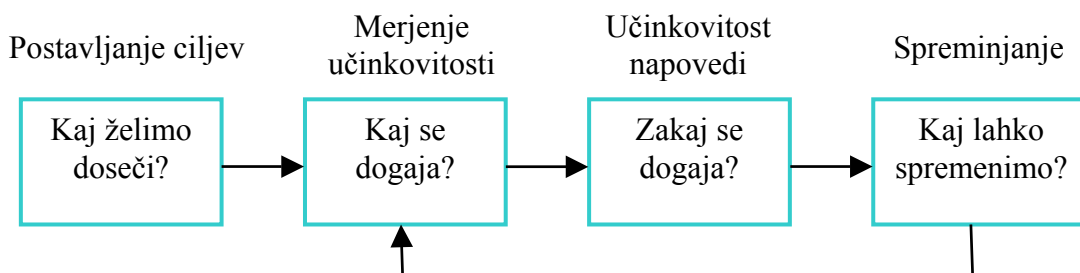 Postavljanje ciljev
Merjenje
učinkovitosti
Učinkovitost
napovedi
Spreminjanje
Kaj želimo
doseči?
Kaj se
dogaja?
Zakaj se
dogaja?
Kaj lahko
spremenimo?